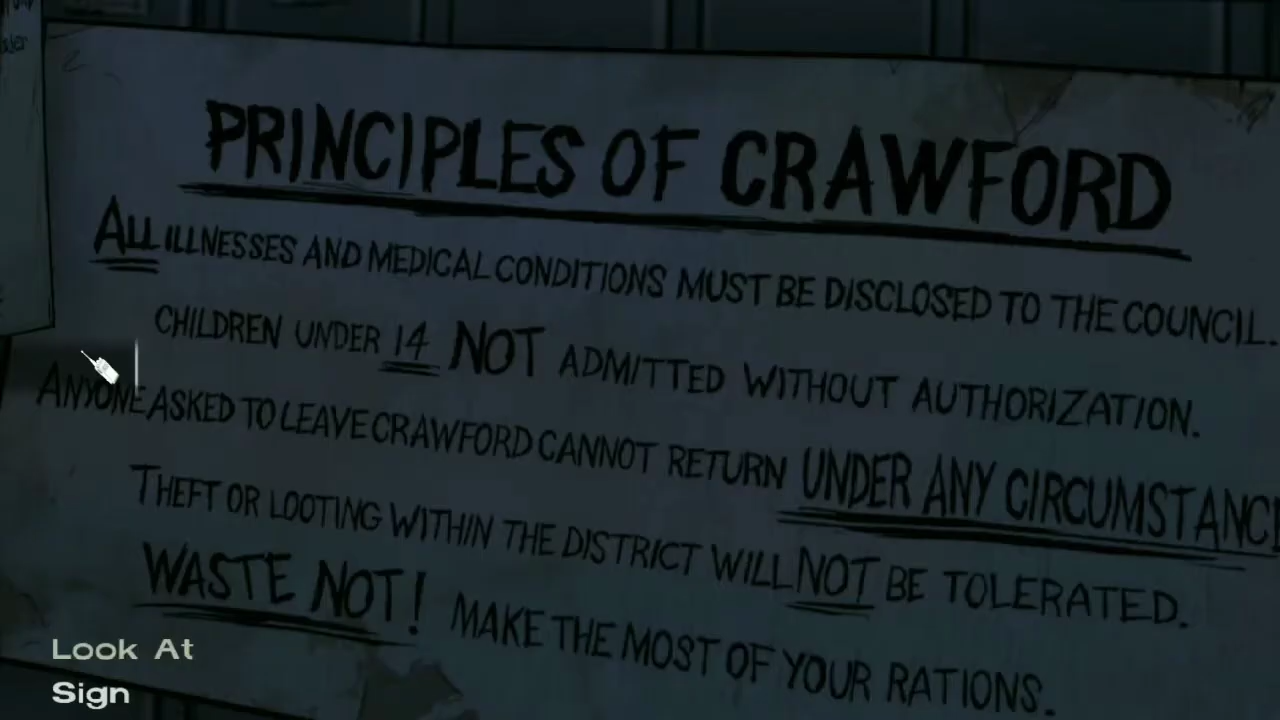 PRINCIPLES OF CRAWFORD
ALL ILLNESSES AND MEDICAL CONDITIONS MUST BE DISCLOSED TO THE COUNCIL.
CHILDREN UNDER 14 NOT ADMITTED WITHOUT AUTHORIZATION.
ANYONE ASKED TO LEAVE CRAWFORD CANNOT RETURN UNDER ANY CIRCUMSTANC
THEFT OR LOOTING WITHIN THE DISTRICT WILL NOT BE TOLERATED.
WASTE NOT! MAKE THE MOST OF YOUR RATIONS.
Look At
Sign